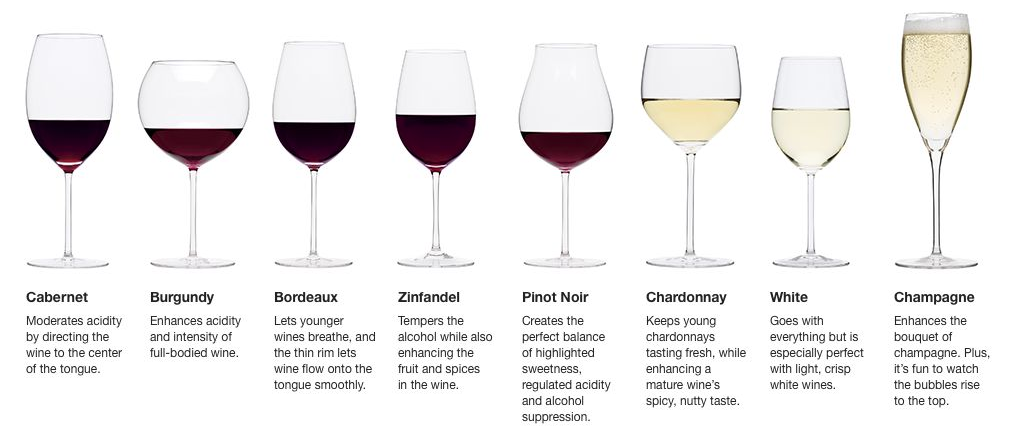 Cabernet
Moderates acidity
by directing the
wine to the center
of the tongue.
Burgundy
Enhances acidity
and intensity of
full-bodied wine.
Bordeaux
Lets younger
wines breathe, and
the thin rim lets
wine flow onto the
tongue smoothly.
Zinfandel
Tempers the
alcohol while also
enhancing the
fruit and spices
in the wine.
Pinot Noir
Creates the
perfect balance
of highlighted
sweetness,
regulated acidity
and alcohol
suppression.
Chardonnay
Keeps young
chardonnays
tasting fresh, while
enhancing a
mature wine's
spicy, nutty taste.
White
Goes with
everything but is
especially perfect
with light, crisp
white wines.
Champagne
Enhances the
bouquet of
champagne. Plus,
it's fun to watch
the bubbles rise
to the top.